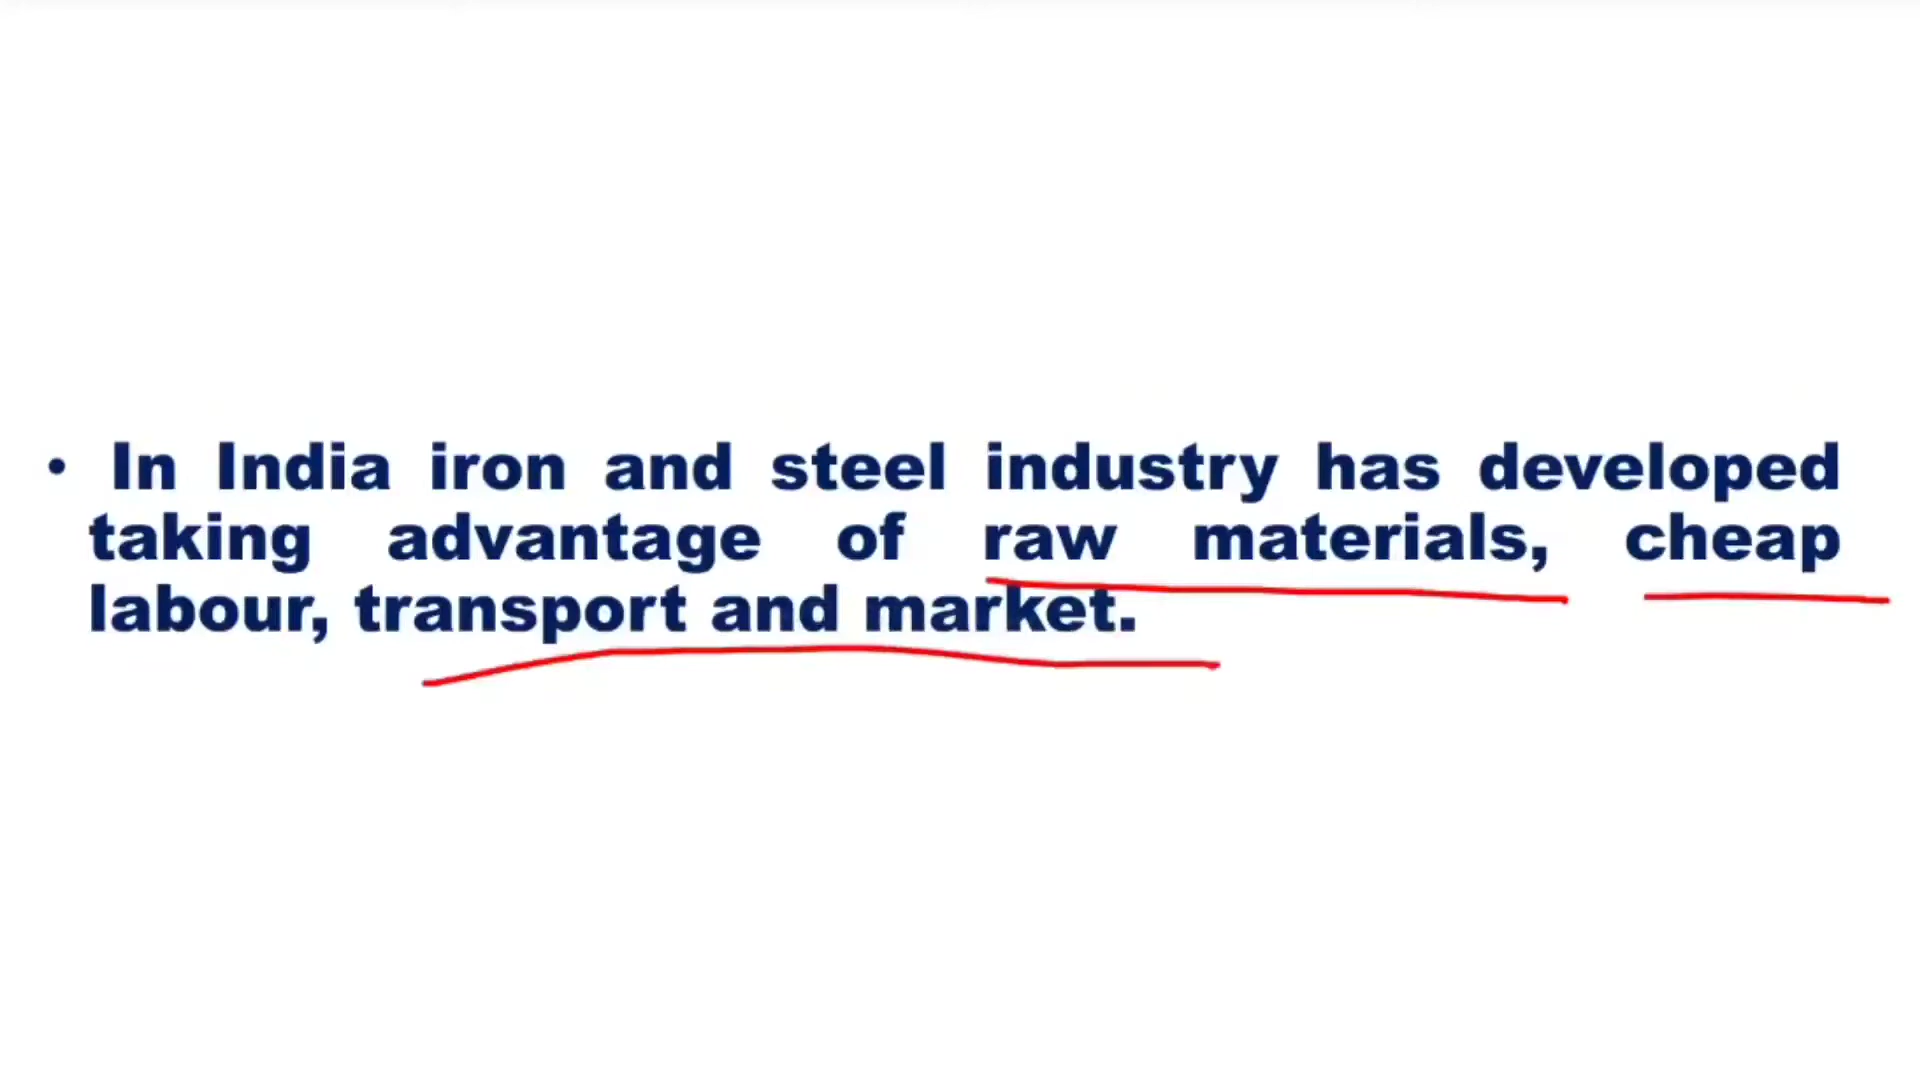 • In India iron and steel industry has developed
taking advantage of raw materials, cheap
labour, transport and market.